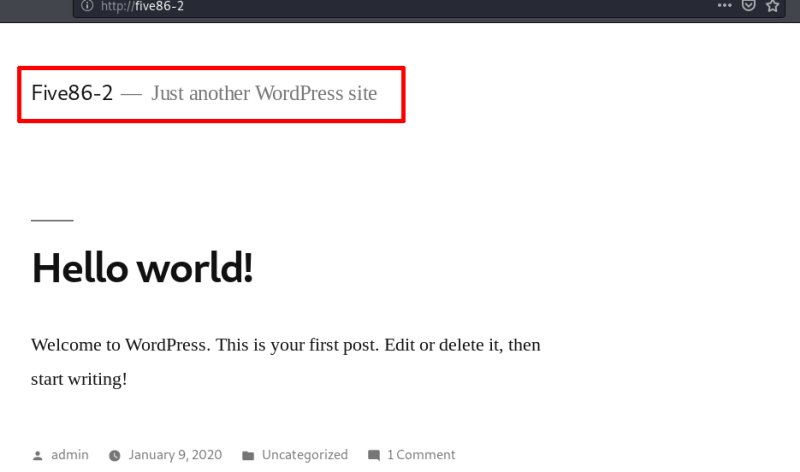 http://five86-2
Five86-2 — Just another WordPress site
Hello world!
Welcome to WordPress. This is your first post. Edit or delete it, then
start writing!
admin January 9, 2020 Uncategorized 1 Comment